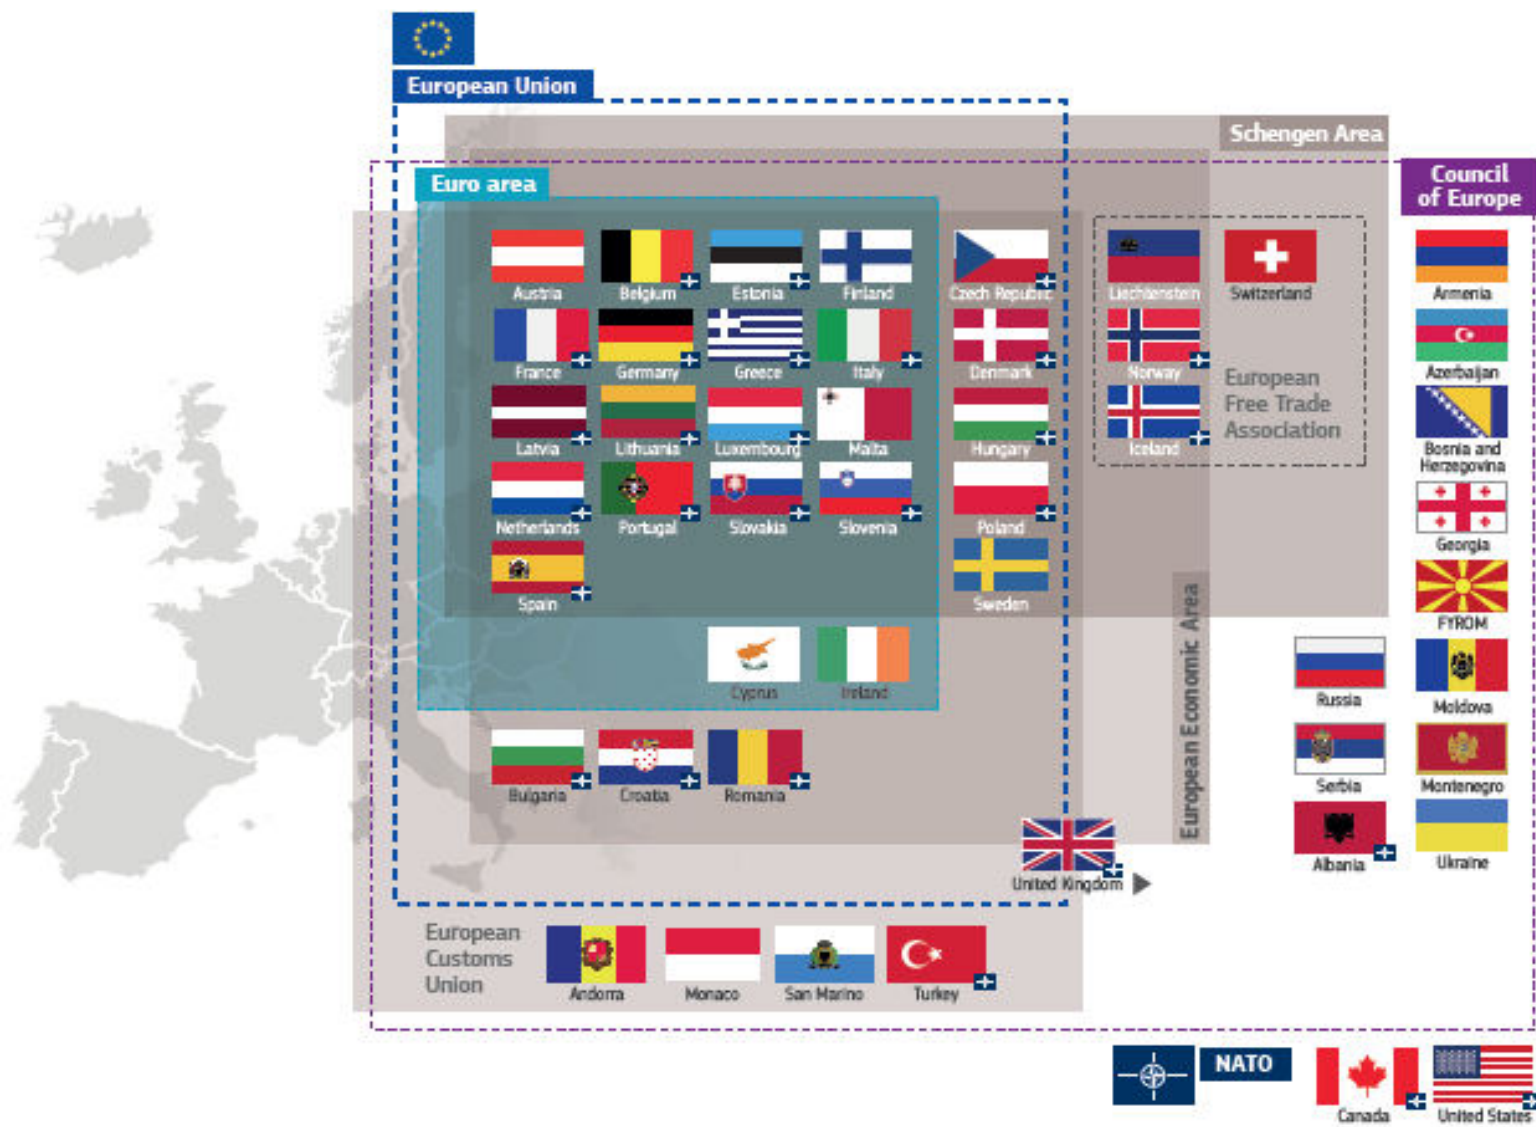 European Union
Schengen Area
Euro area
Council
of Europe
Austria
Belgium
Estonia
Finland
Czech Republic
Liechtenstein
Switzerland
Armenia
France
Germany
Greece
Italy
Denmark
Norway
Azerbaijan
European
Free Trade
Association
Latvia
Lithuania
Luxembourg
Malta
Hungary
Iceland
Bosnia and
Herzegovina
Netherlands
Portugal
Slovakia
Slovenia
Poland
Georgia
Spain
Sweden
FYROM
European Economic Area
Cyprus
Ireland
Russia
Moldova
Bulgaria
Croatia
Romania
Serbia
Montenegro
United Kingdom
Albania
Ukraine
European
Customs
Union
Andorra
Monaco
San Marino
Turkey
NATO
Canada
United States